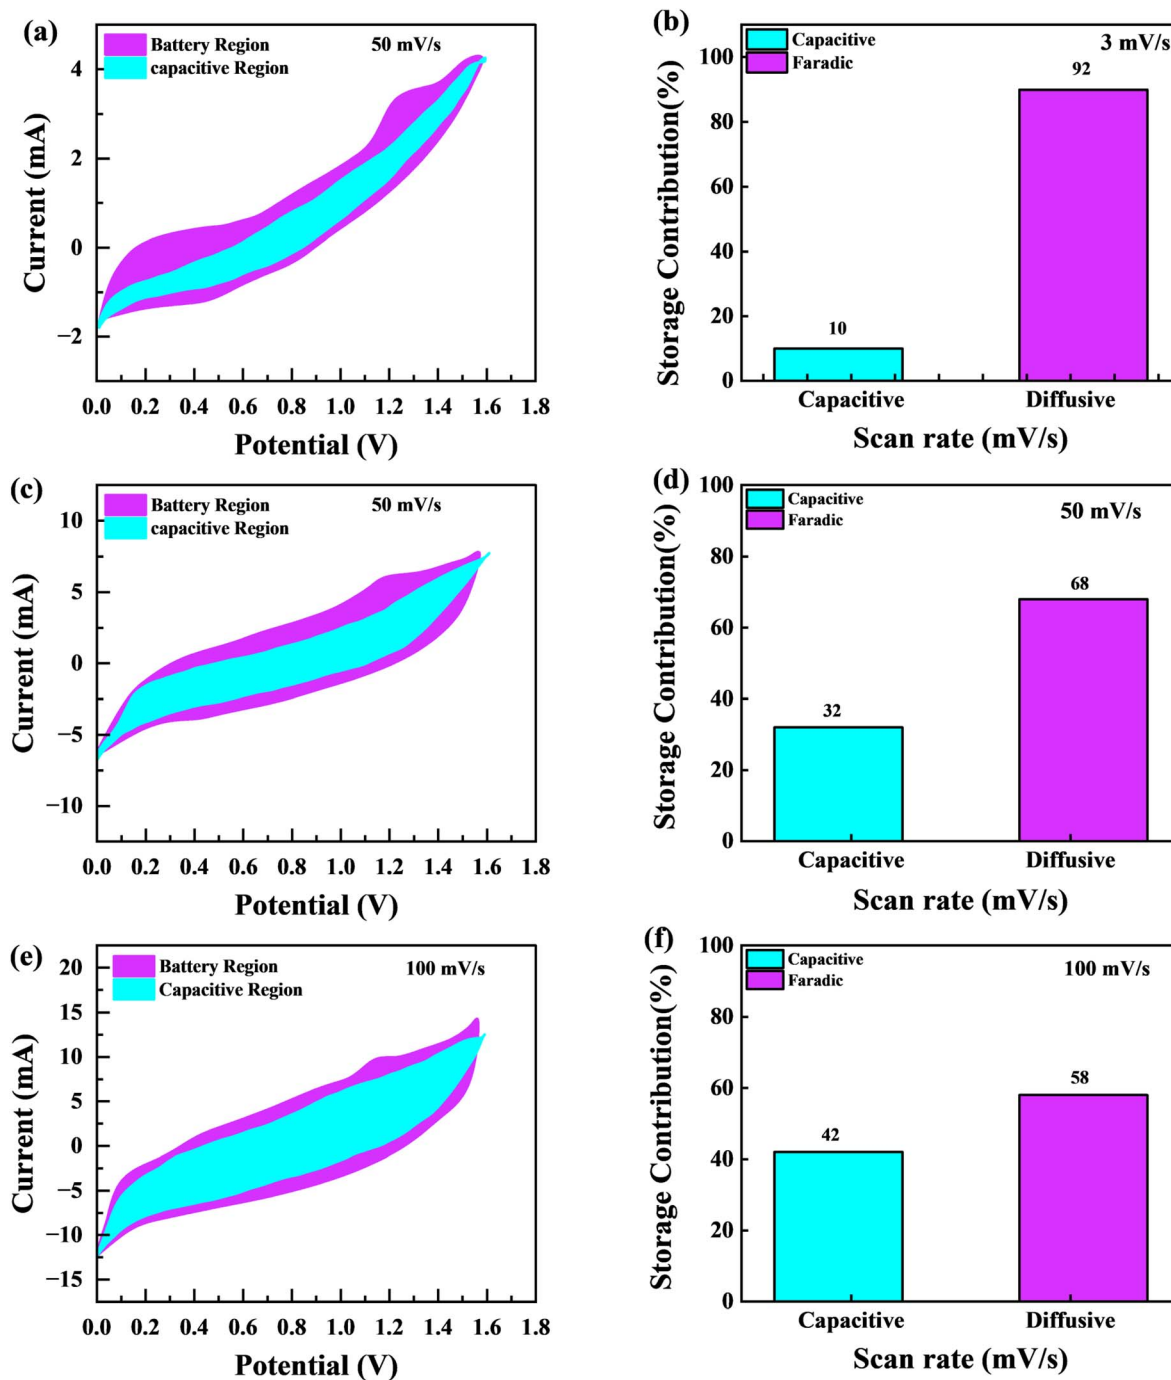 (a)
Battery Region
capacitive Region
50 mV/s
Current (mA)
4
2
0
−2
0.0 0.2 0.4 0.6 0.8 1.0 1.2 1.4 1.6 1.8
Potential (V)
(b)
Capacitive
Faradic
3 mV/s
Storage Contribution(%)
100
80
60
40
20
0
10
92
Capacitive Diffusive
Scan rate (mV/s)
(c)
Battery Region
capacitive Region
50 mV/s
Current (mA)
10
5
0
−5
−10
0.0 0.2 0.4 0.6 0.8 1.0 1.2 1.4 1.6 1.8
Potential (V)
(d)
Capacitive
Faradic
50 mV/s
Storage Contribution(%)
100
80
60
40
20
0
32
68
Capacitive Diffusive
Scan rate (mV/s)
(e)
Battery Region
Capacitive Region
100 mV/s
Current (mA)
20
15
10
5
0
−5
−10
−15
0.0 0.2 0.4 0.6 0.8 1.0 1.2 1.4 1.6 1.8
Potential (V)
(f)
Capacitive
Faradic
100 mV/s
Storage Contribution(%)
100
80
60
40
20
0
42
58
Capacitive Diffusive
Scan rate (mV/s)